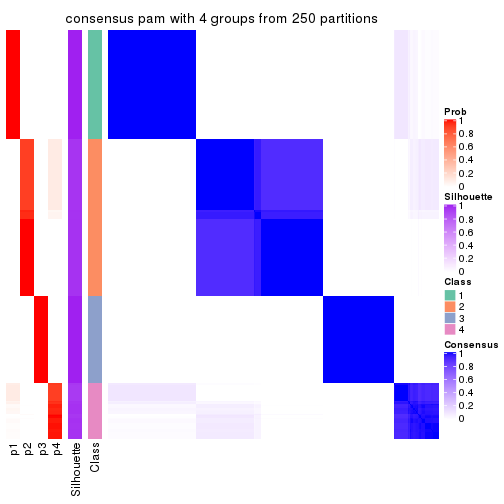 consensus pam with 4 groups from 250 partitions
Prob
1
0.8
0.6
0.4
0.2
0
Silhouette
1
0.8
0.6
0.4
0.2
0
Class
1
2
3
4
Consensus
1
0.8
0.6
0.4
0.2
0
p1
p2
p3
p4
Silhouette
Class